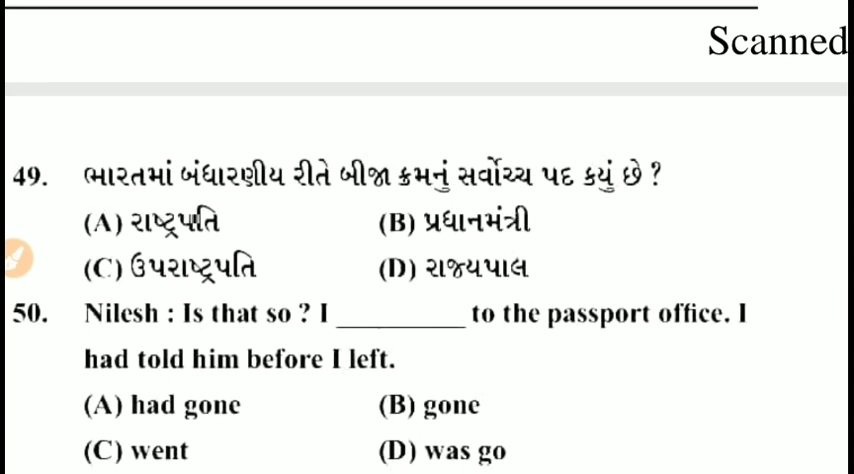 Scanned
49. ભારતમાં બંધારણીય રીતે બીજા ક્રમનું સર્વોચ્ચ પદ કયું છે ?
(A) રાષ્ટ્રપતિ (B) પ્રધાનમંત્રી
(C) ઉપરાષ્ટ્રપતિ (D) રાજ્યપાલ
50. Nilesh : Is that so ? I __________ to the passport office. I
had told him before I left.
(A) had gone (B) gone
(C) went (D) was go